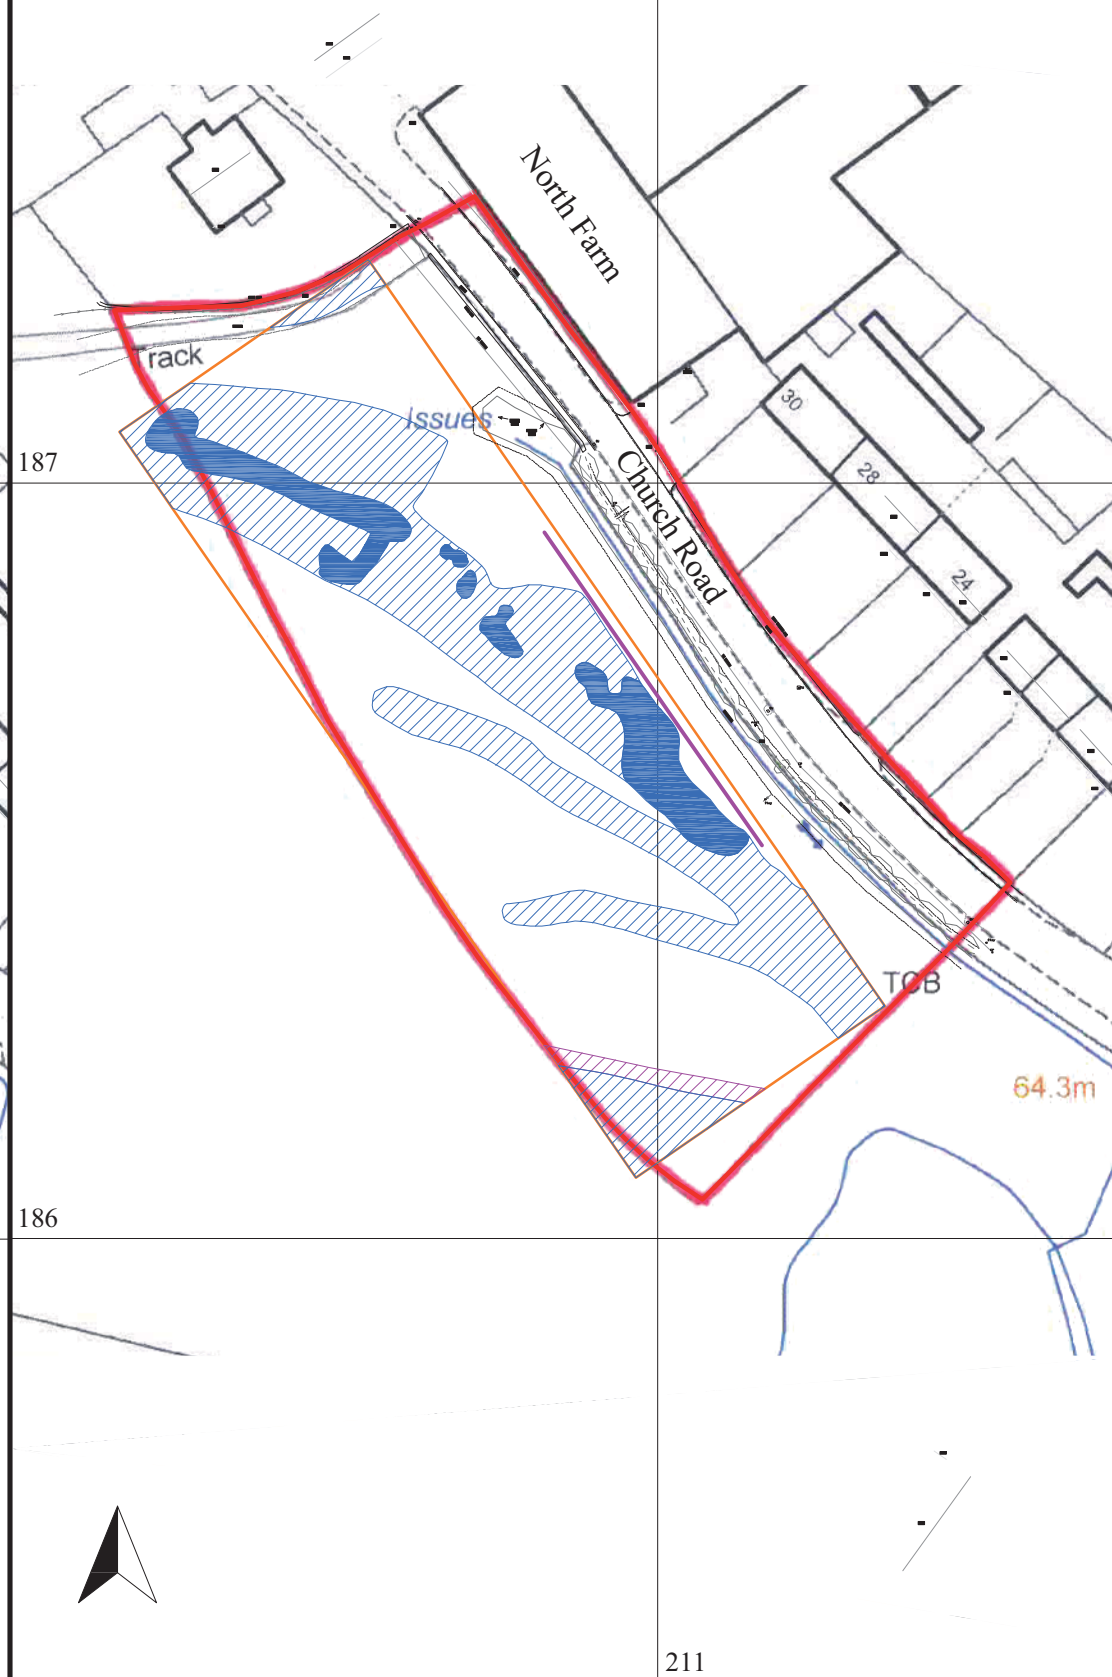 North Farm
Track
30
Issues
187
28
Church Road
24
TCB
64.3m
186
211